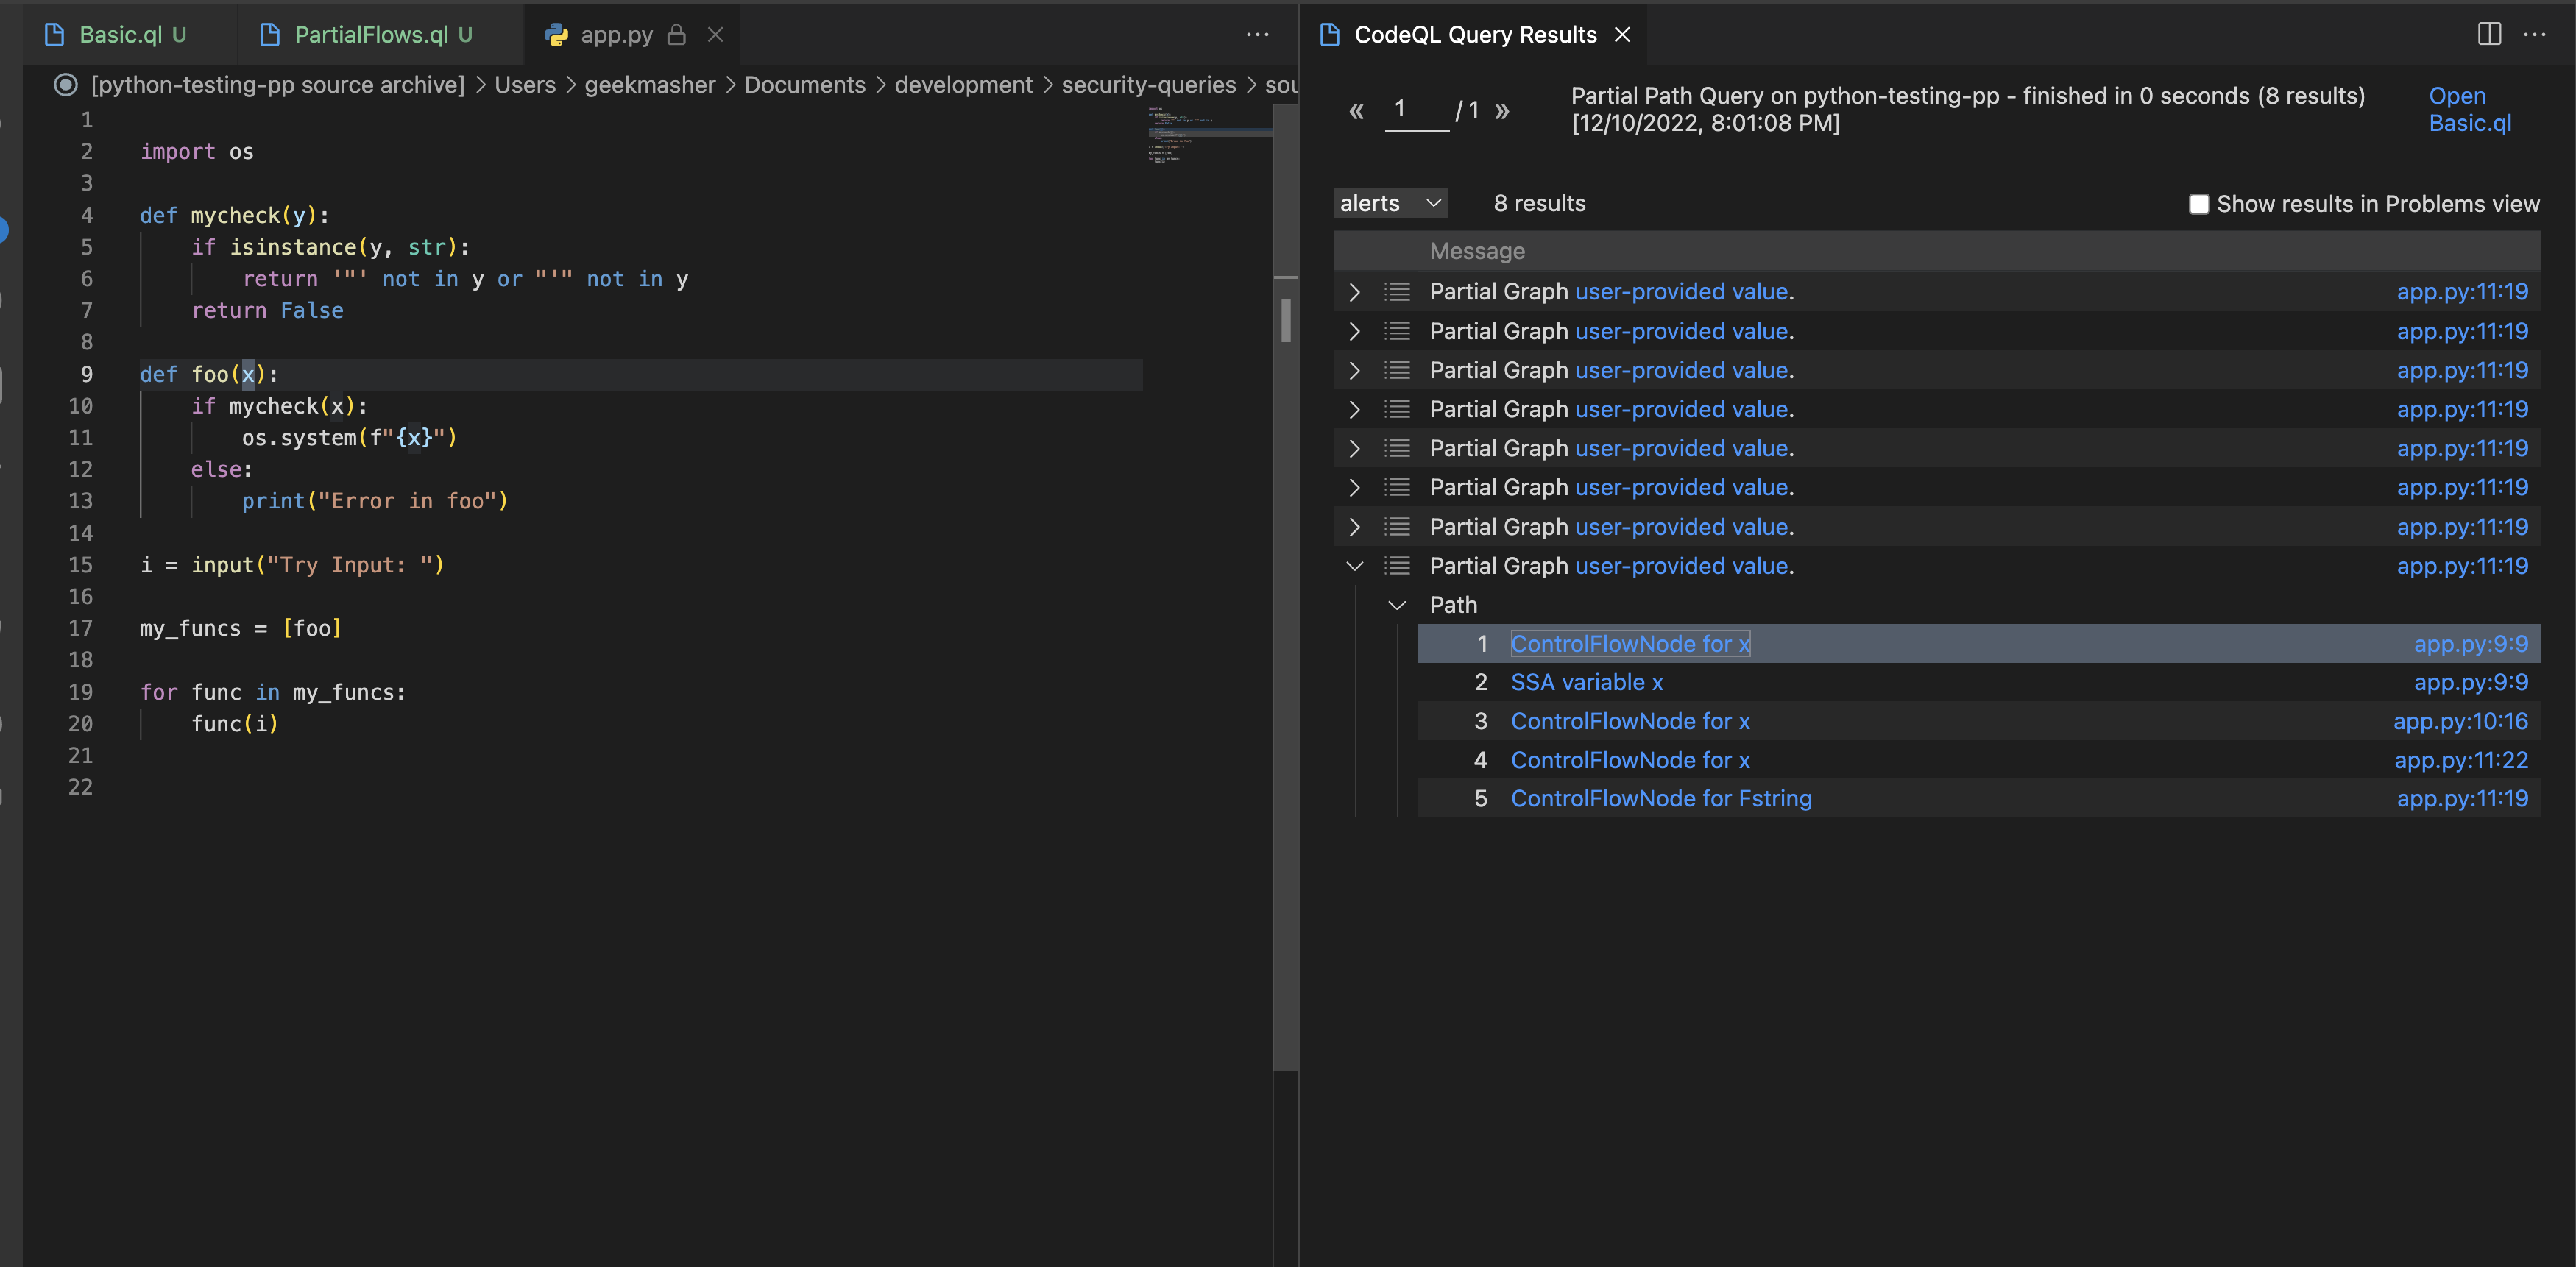 Basic.ql U
PartialFlows.ql U
app.py
[python-testing-pp source archive] > Users > geekmasher > Documents > development > security-queries > sou
1
2 import os
3
4 def mycheck(y):
5 if isinstance(y, str):
6 return '"' not in y or "'" not in y
7 return False
8
9 def foo(x):
10 if mycheck(x):
11 os.system(f"{x}")
12 else:
13 print("Error in foo")
14
15 i = input("Try Input: ")
16
17 my_funcs = [foo]
18
19 for func in my_funcs:
20 func(i)
21
22
CodeQL Query Results
« 1 / 1 »
Partial Path Query on python-testing-pp - finished in 0 seconds (8 results)
[12/10/2022, 8:01:08 PM]
Open
Basic.ql
alerts
8 results
Show results in Problems view
Message
Partial Graph user-provided value. app.py:11:19
Partial Graph user-provided value. app.py:11:19
Partial Graph user-provided value. app.py:11:19
Partial Graph user-provided value. app.py:11:19
Partial Graph user-provided value. app.py:11:19
Partial Graph user-provided value. app.py:11:19
Partial Graph user-provided value. app.py:11:19
Partial Graph user-provided value. app.py:11:19
Path
1 ControlFlowNode for x app.py:9:9
2 SSA variable x app.py:9:9
3 ControlFlowNode for x app.py:10:16
4 ControlFlowNode for x app.py:11:22
5 ControlFlowNode for Fstring app.py:11:19